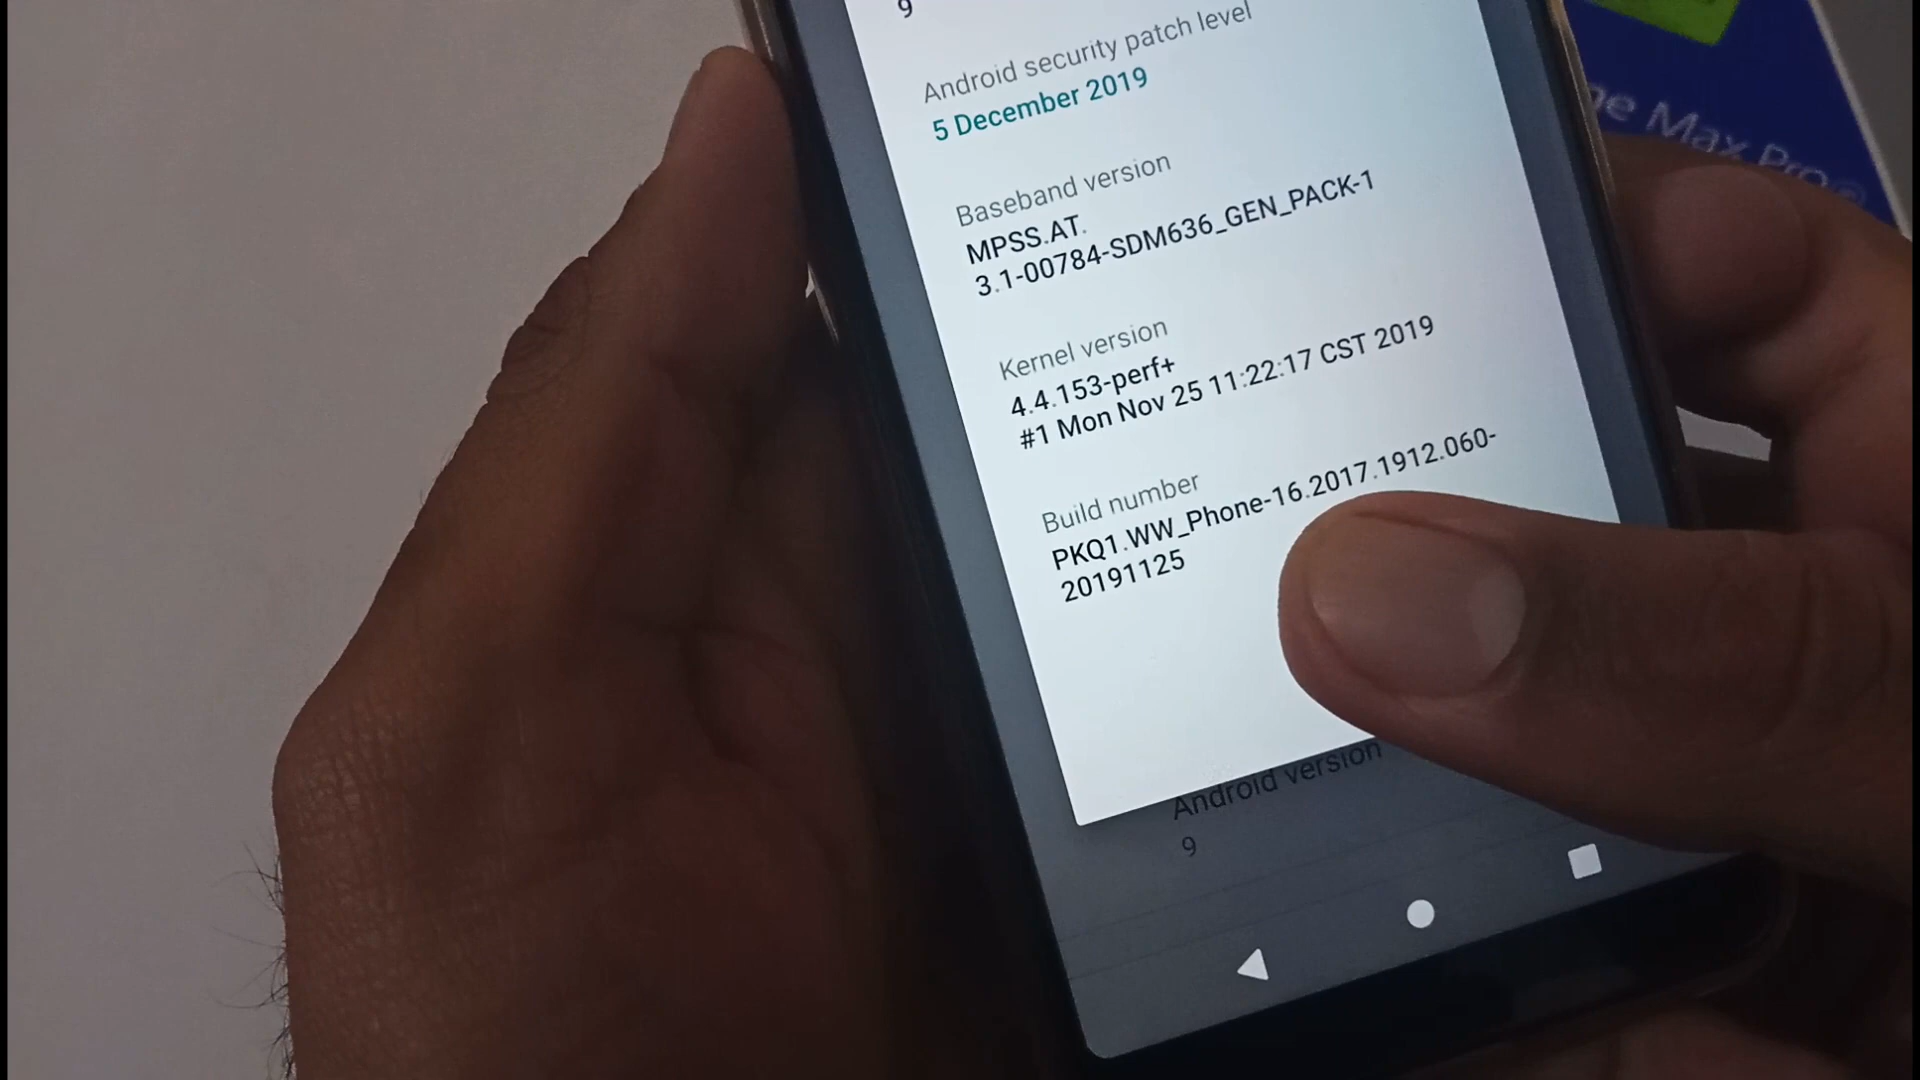 9
Android security patch level
5 December 2019
Baseband version
MPSS.AT.
3.1-00784-SDM636_GEN_PACK-1
Kernel version
4.4.153-perf+
#1 Mon Nov 25 11:22:17 CST 2019
Build number
PKQ1.WW_Phone-16.2017.1912.060-
20191125
Android version
9
Max Pro